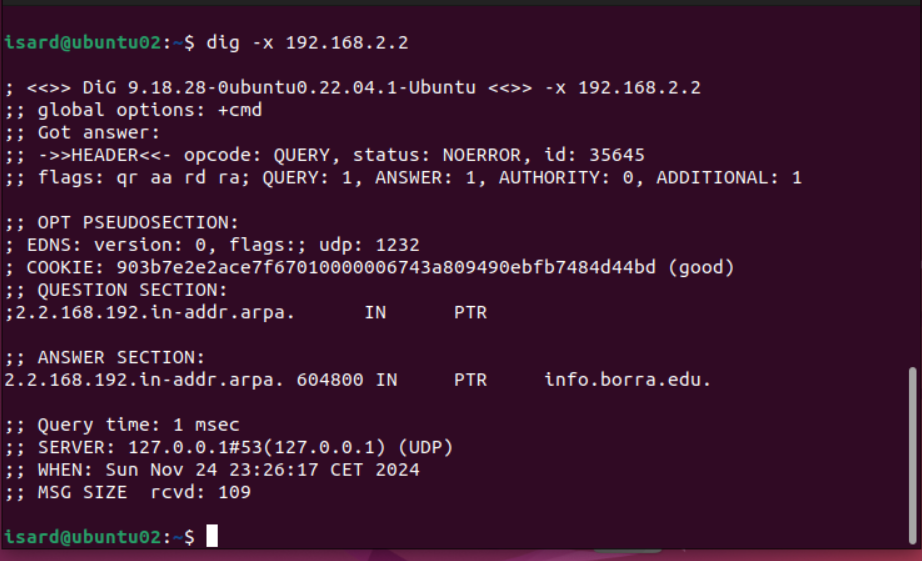 isard@ubuntu02:~$ dig -x 192.168.2.2
; <<>> DiG 9.18.28-0ubuntu0.22.04.1-Ubuntu <<>> -x 192.168.2.2
;; global options: +cmd
;; Got answer:
;; ->>HEADER<<- opcode: QUERY, status: NOERROR, id: 35645
;; flags: qr aa rd ra; QUERY: 1, ANSWER: 1, AUTHORITY: 0, ADDITIONAL: 1
;; OPT PSEUDOSECTION:
; EDNS: version: 0, flags:; udp: 1232
; COOKIE: 903b7e2e2ace7f67010000006743a809490ebfb7484d44bd (good)
;; QUESTION SECTION:
;2.2.168.192.in-addr.arpa. IN PTR
;; ANSWER SECTION:
2.2.168.192.in-addr.arpa. 604800 IN PTR info.borra.edu.
;; Query time: 1 msec
;; SERVER: 127.0.0.1#53(127.0.0.1) (UDP)
;; WHEN: Sun Nov 24 23:26:17 CET 2024
;; MSG SIZE rcvd: 109
isard@ubuntu02:~$